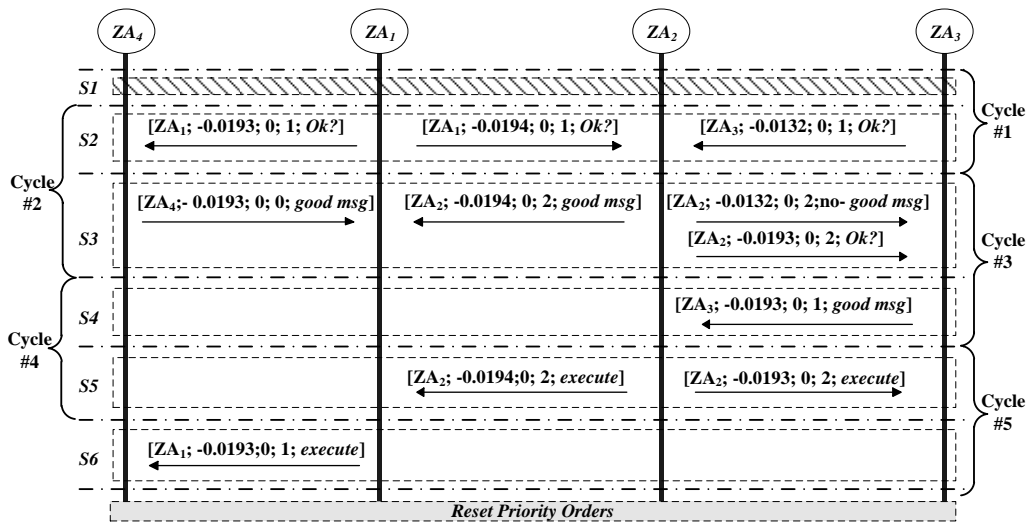 ZA4 ZA1 ZA2 ZA3
S1
Cycle #1
S2
[ZA1; -0.0193; 0; 1; Ok?] [ZA1; -0.0194; 0; 1; Ok?] [ZA3; -0.0132; 0; 1; Ok?]
Cycle #2
[ZA4;- 0.0193; 0; 0; good msg] [ZA2; -0.0194; 0; 2; good msg] [ZA2; -0.0132; 0; 2;no- good msg]
S3
[ZA2; -0.0193; 0; 2; Ok?]
Cycle #3
S4
[ZA3; -0.0193; 0; 1; good msg]
Cycle #4
S5
[ZA2; -0.0194;0; 2; execute] [ZA2; -0.0193; 0; 2; execute]
Cycle #5
S6
[ZA1; -0.0193;0; 1; execute]
Reset Priority Orders